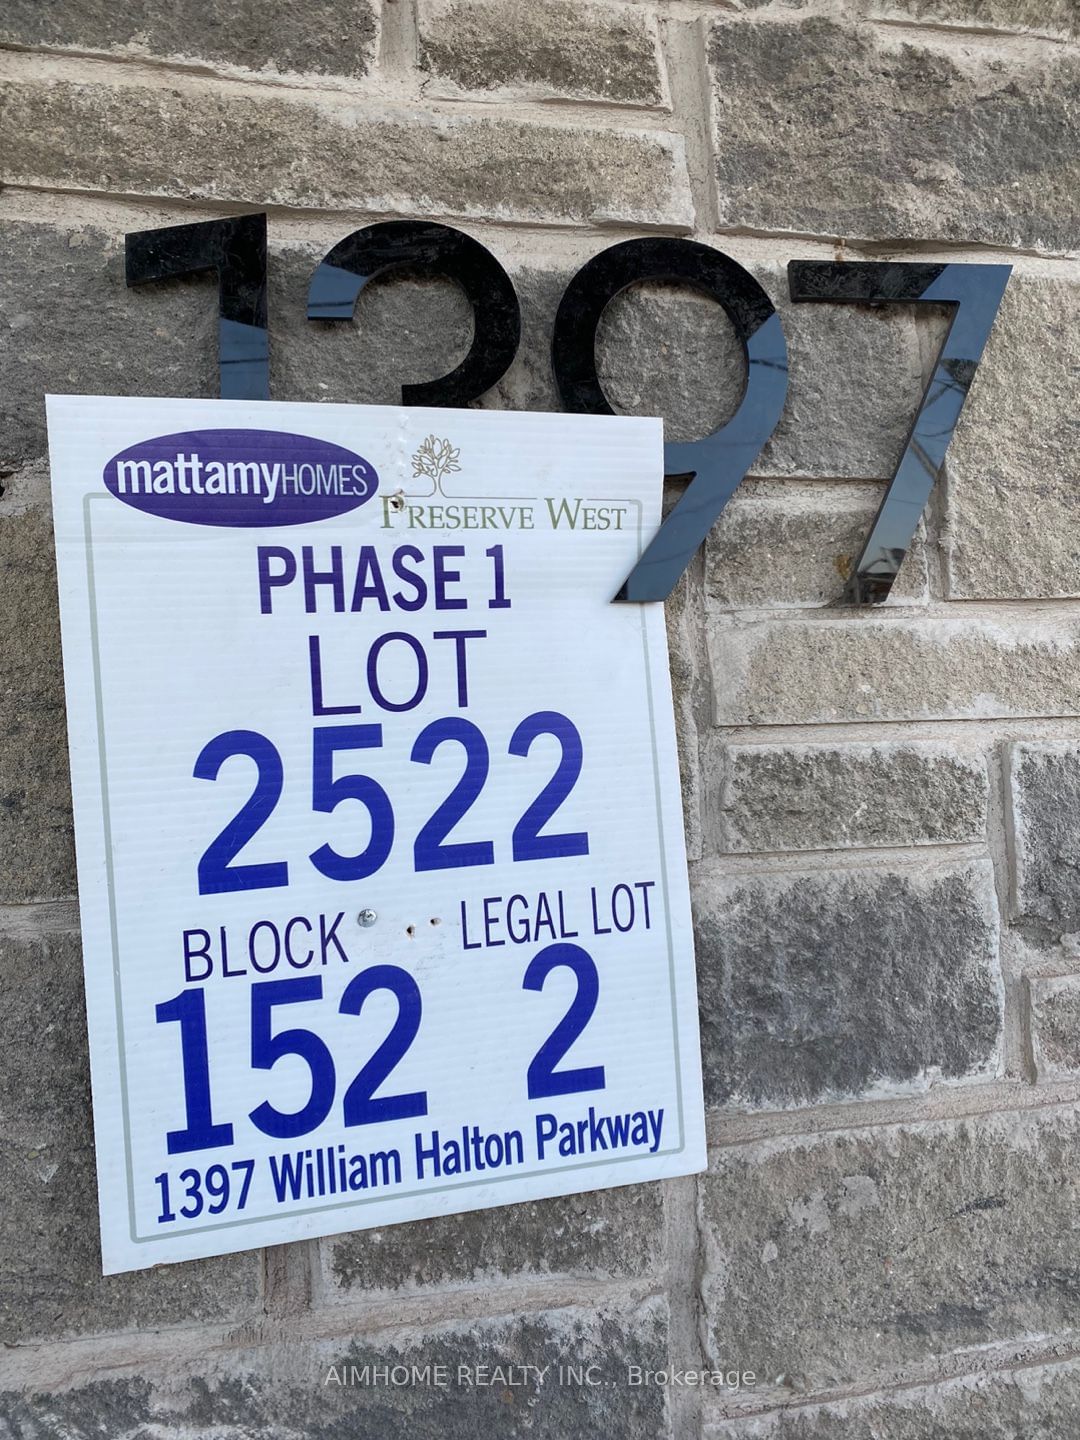 1397
mattamyHOMES
PRESERVE WEST
PHASE 1
LOT
2522
BLOCK LEGAL LOT
152 2
1397 William Halton Parkway
AIMHOME REALTY INC., Brokerage